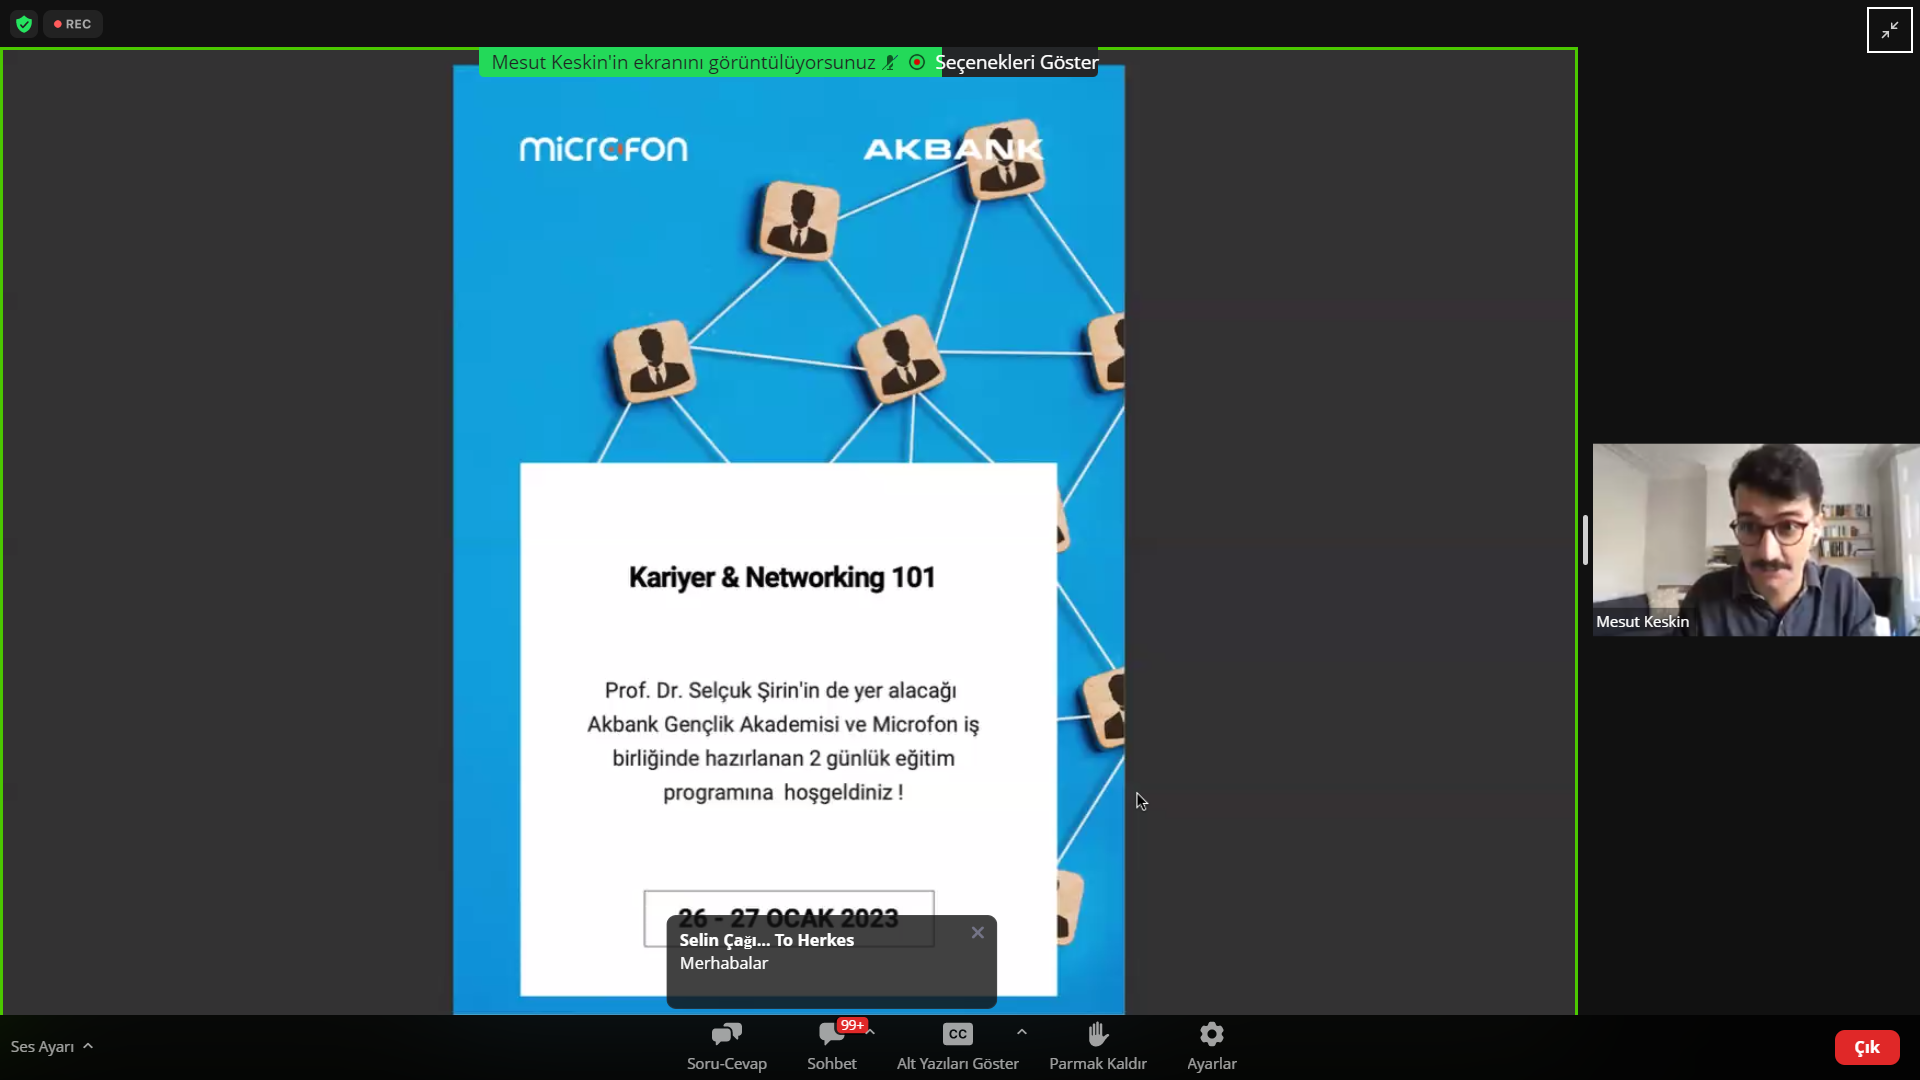 REC
Mesut Keskin'in ekranını görüntülüyorsunuz
Seçenekleri Göster
microfon
AKBANK
Kariyer & Networking 101
Prof. Dr. Selçuk Şirin'in de yer alacağı
Akbank Gençlik Akademisi ve Microfon iş
birliğinde hazırlanan 2 günlük eğitim
programına hoşgeldiniz !
26 - 27 OCAK 2023
Selin Çağı... To Herkes
Merhabalar
Mesut Keskin
Ses Ayarı
Soru-Cevap
99+
Sohbet
CC
Alt Yazıları Göster
Parmak Kaldır
Ayarlar
Çık